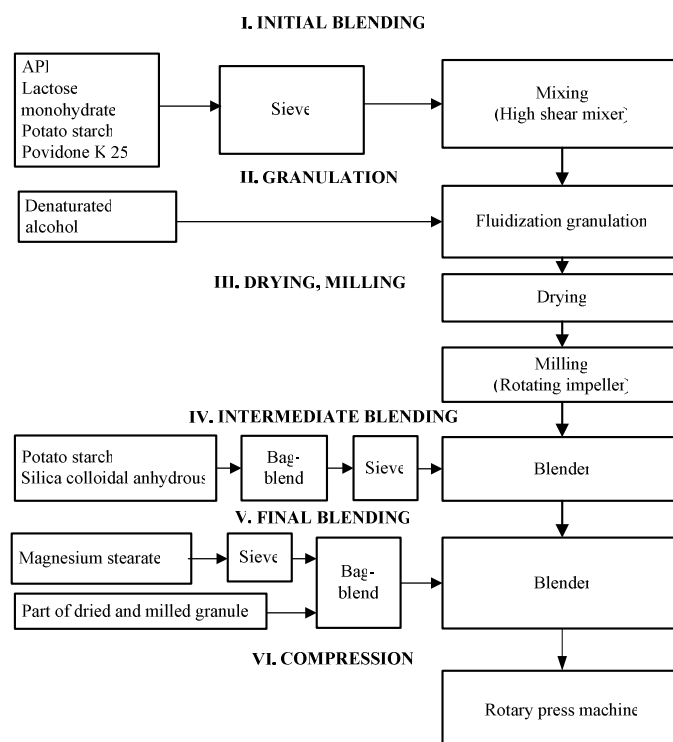 I. INITIAL BLENDING
API
Lactose
monohydrate
Potato starch
Povidone K 25
Sieve
Mixing
(High shear mixer)
II. GRANULATION
Denaturated
alcohol
Fluidization granulation
III. DRYING, MILLING
Drying
Milling
(Rotating impeller)
IV. INTERMEDIATE BLENDING
Potato starch
Silica colloidal anhydrous
Bag-
blend
Sieve
Blender
V. FINAL BLENDING
Magnesium stearate
Sieve
Part of dried and milled granule
Bag-
blend
Blender
VI. COMPRESSION
Rotary press machine